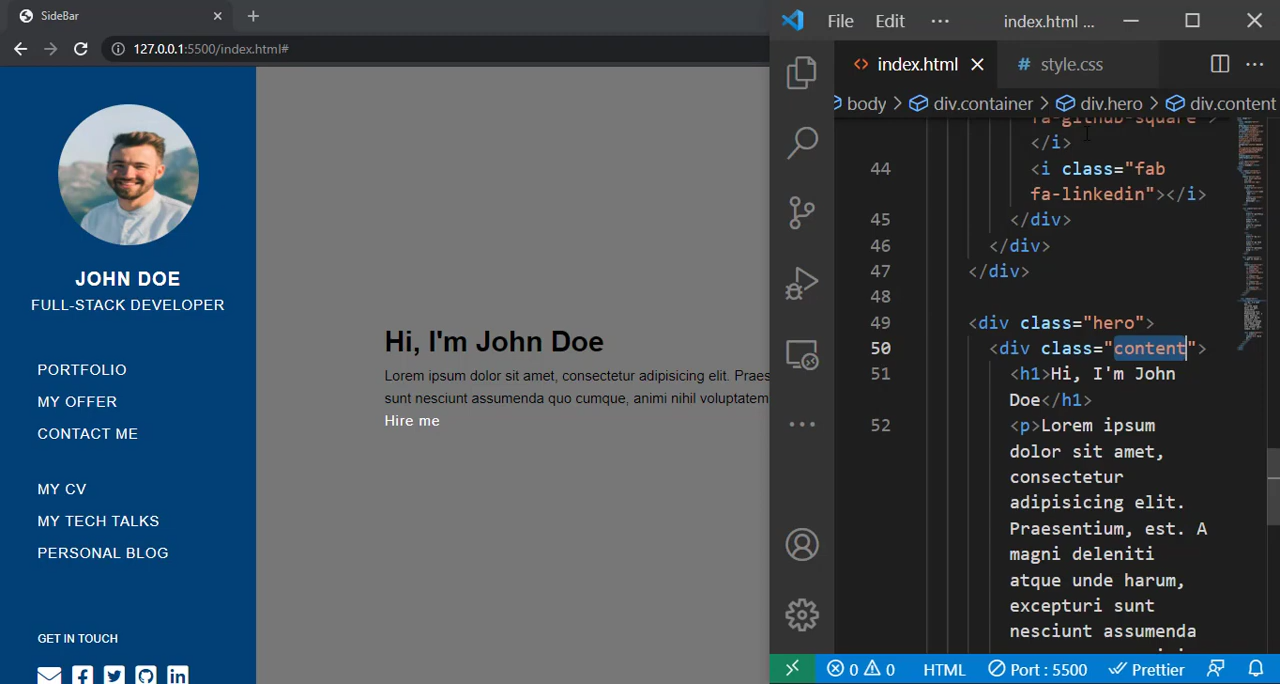 SideBar
127.0.0.1:5500/index.html#
JOHN DOE
FULL-STACK DEVELOPER
PORTFOLIO
MY OFFER
CONTACT ME
MY CV
MY TECH TALKS
PERSONAL BLOG
GET IN TOUCH
Hi, I'm John Doe
Lorem ipsum dolor sit amet, consectetur adipisicing elit. Praes
sunt nesciunt assumenda quo cumque, animi nihil voluptatem
Hire me
File Edit ··· index.html ...
index.html # style.css
body > div.container > div.hero > div.content
fa-github-square">
</i>
44 <i class="fab
fa-linkedin"></i>
45 </div>
46 </div>
47 </div>
48
49 <div class="hero">
50 <div class="content">
51 <h1>Hi, I'm John
Doe</h1>
52 <p>Lorem ipsum
dolor sit amet,
consectetur
adipisicing elit.
Praesentium, est. A
magni deleniti
atque unde harum,
excepturi sunt
nesciunt assumenda
0 0 HTML Port : 5500 Prettier